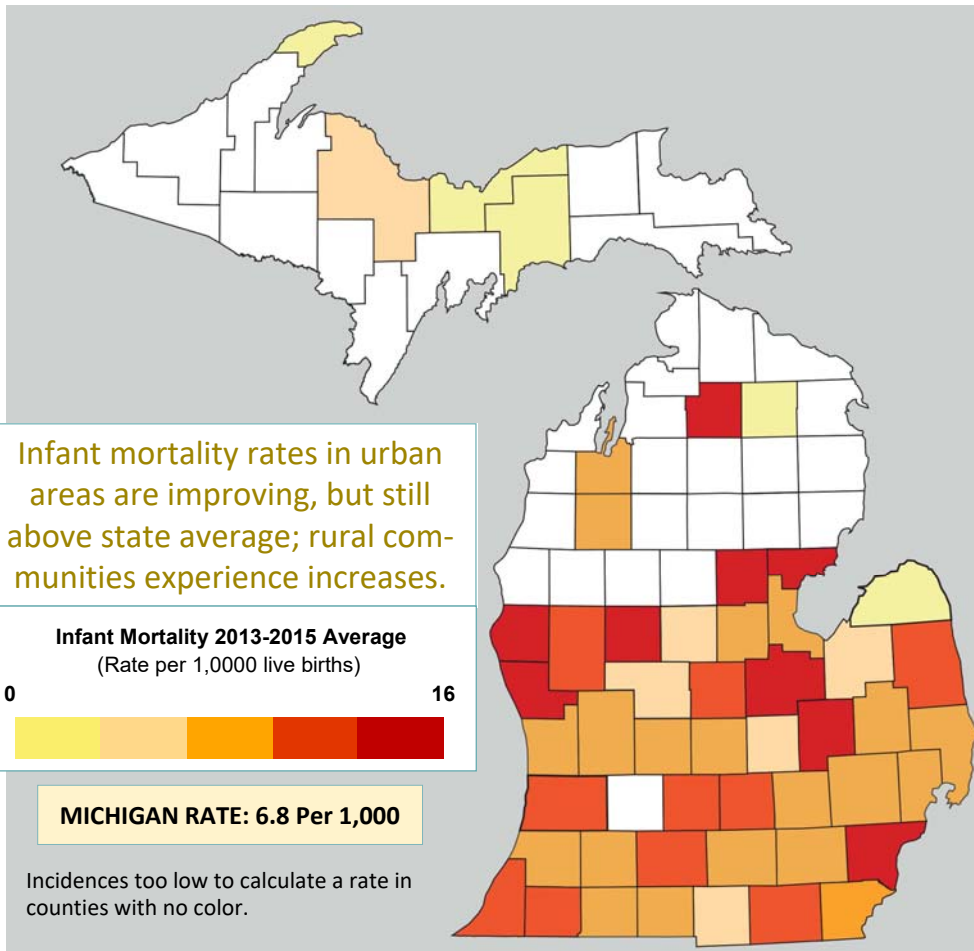 Infant mortality rates in urban
areas are improving, but still
above state average; rural com-
munities experience increases.
Infant Mortality 2013-2015 Average
(Rate per 1,0000 live births)
0 16
MICHIGAN RATE: 6.8 Per 1,000
Incidences too low to calculate a rate in
counties with no color.